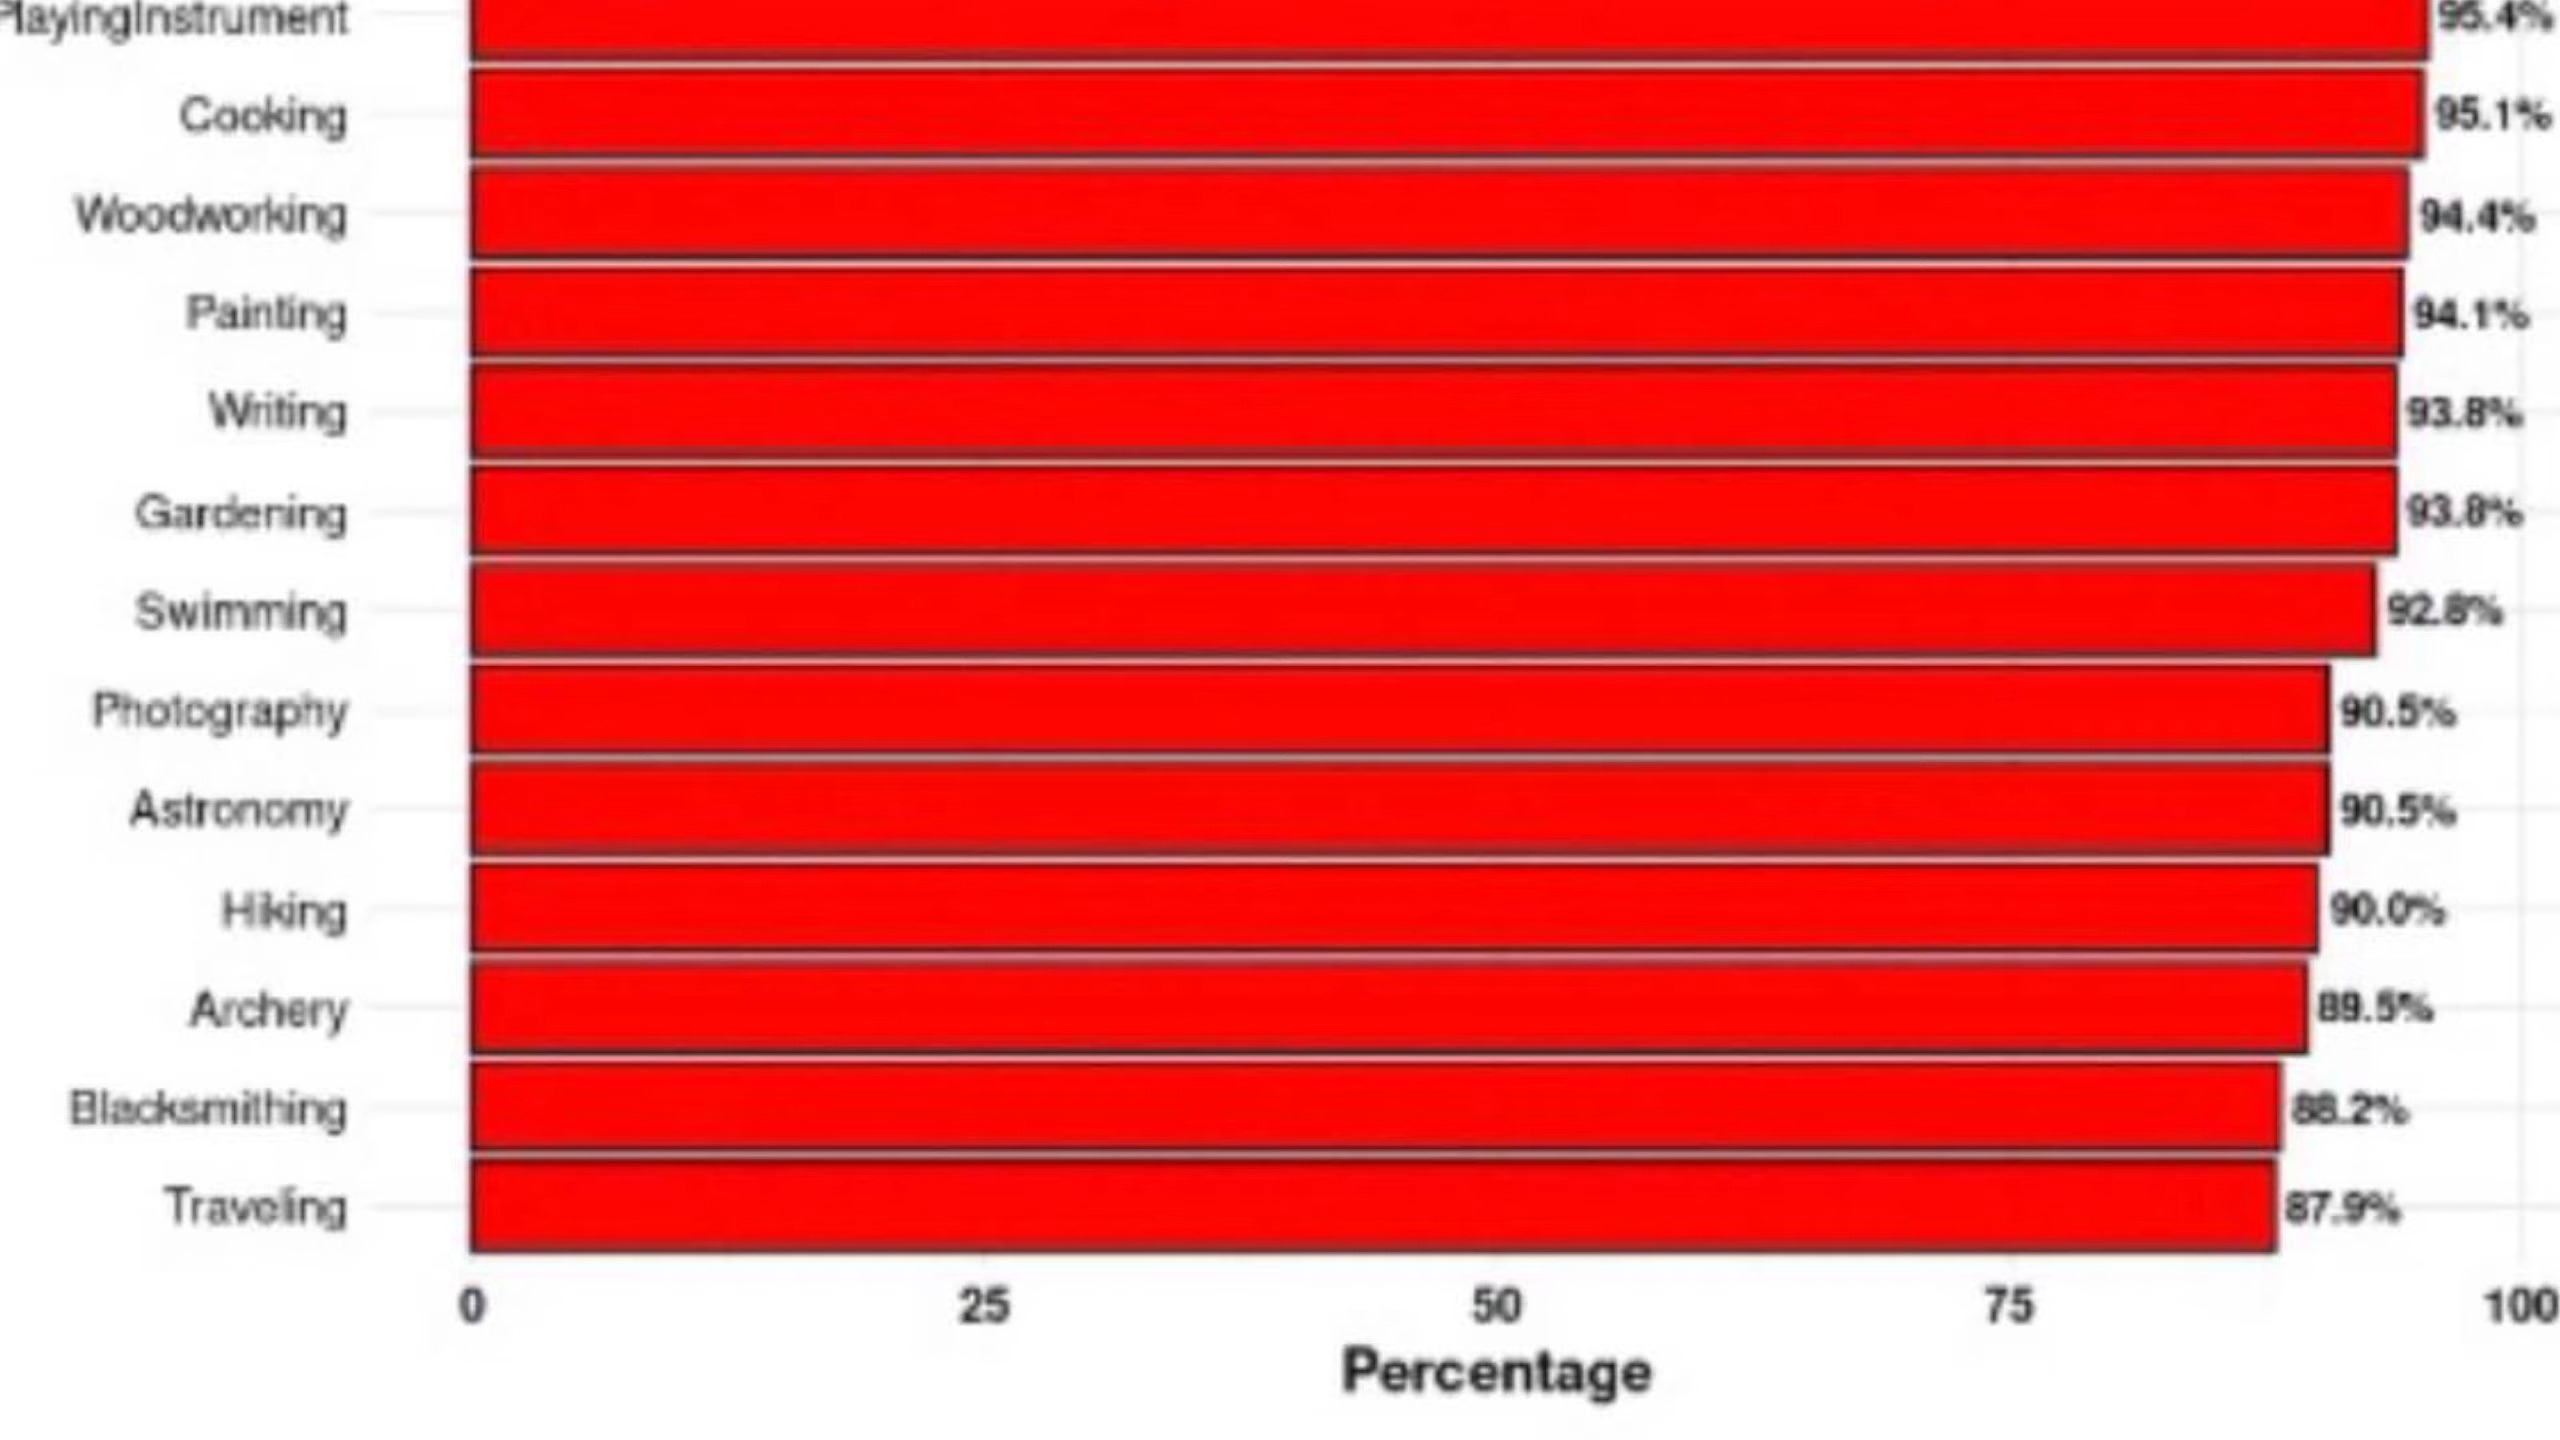 PlayingInstrument 95.4%
Cooking 95.1%
Woodworking 94.4%
Painting 94.1%
Writing 93.8%
Gardening 93.8%
Swimming 92.8%
Photography 90.5%
Astronomy 90.5%
Hiking 90.0%
Archery 89.5%
Blacksmithing 88.2%
Traveling 87.9%
0 25 50 75 100
Percentage